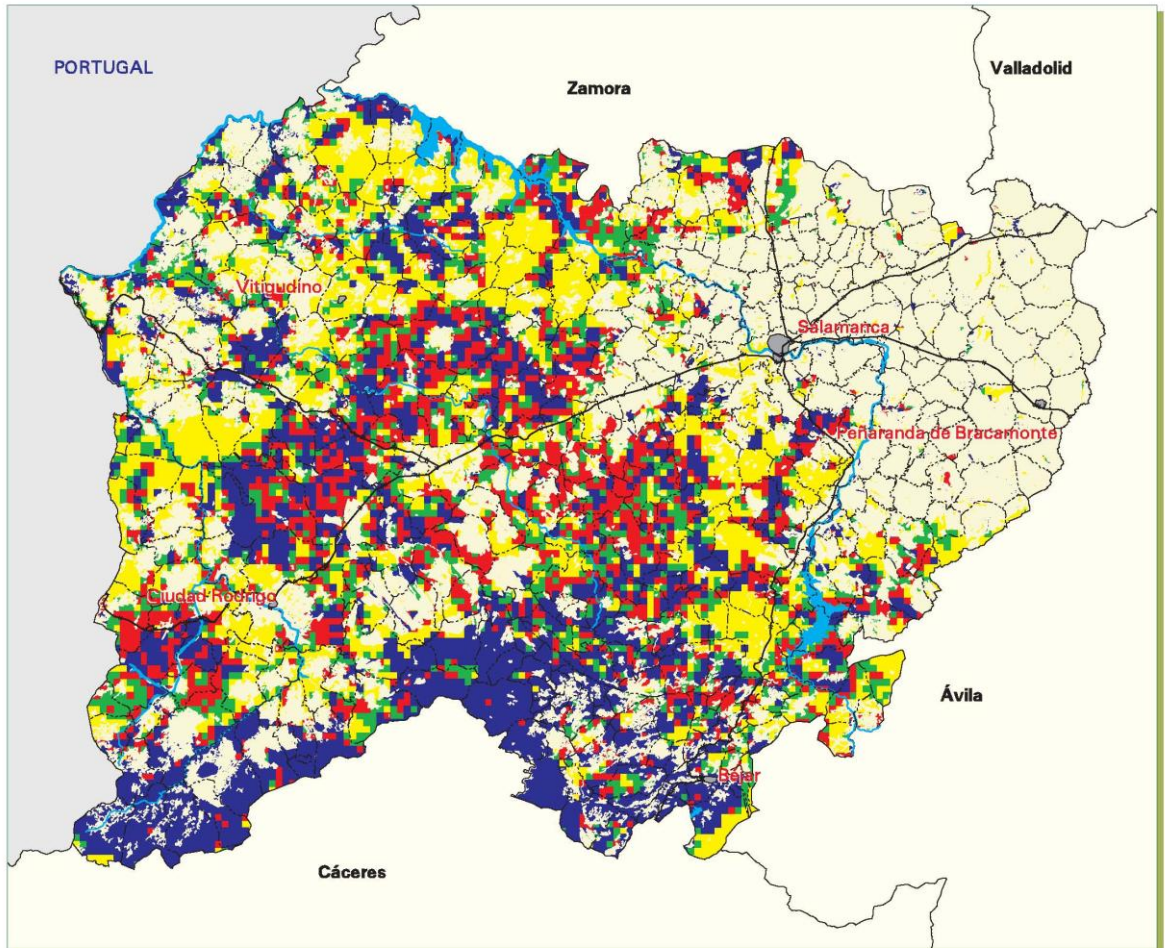 PORTUGAL
Valladolid
Zamora
Vitigudino
Salamanca
Peñaranda de Bracamonte
Ciudad Rodrigo
Ávila
Béjar
Cáceres